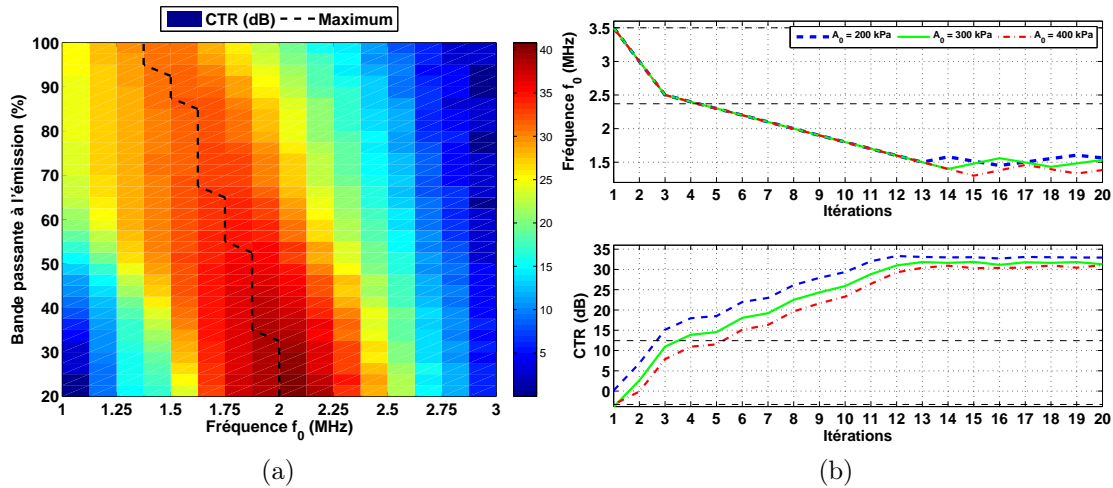 CTR (dB) Maximum
Bande passante à l'émission (%)
100
90
80
70
60
50
40
30
20
1 1.25 1.5 1.75 2 2.25 2.5 2.75 3
Fréquence f0 (MHz)
40
35
30
25
20
15
10
5
(a)
Fréquence f0 (MHz)
3.5
2.5
1.5
A0 = 200 kPa A0 = 300 kPa A0 = 400 kPa
1 2 3 4 5 6 7 8 9 10 11 12 13 14 15 16 17 18 19 20
Itérations
CTR (dB)
35
30
25
20
15
10
5
0
1 2 3 4 5 6 7 8 9 10 11 12 13 14 15 16 17 18 19 20
Itérations
(b)